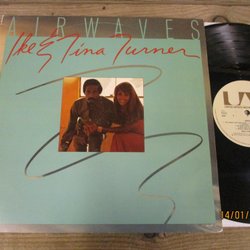 AIRWAVES
Ike & Tina Turner
UA
14/01/